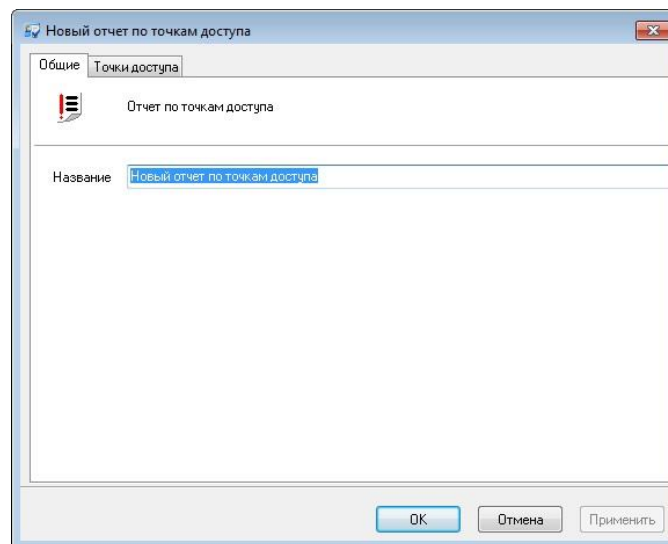 Новый отчет по точкам доступа
Общие Точки доступа
Отчет по точкам доступа
Название Новый отчет по точкам доступа
OK Отмена Применить